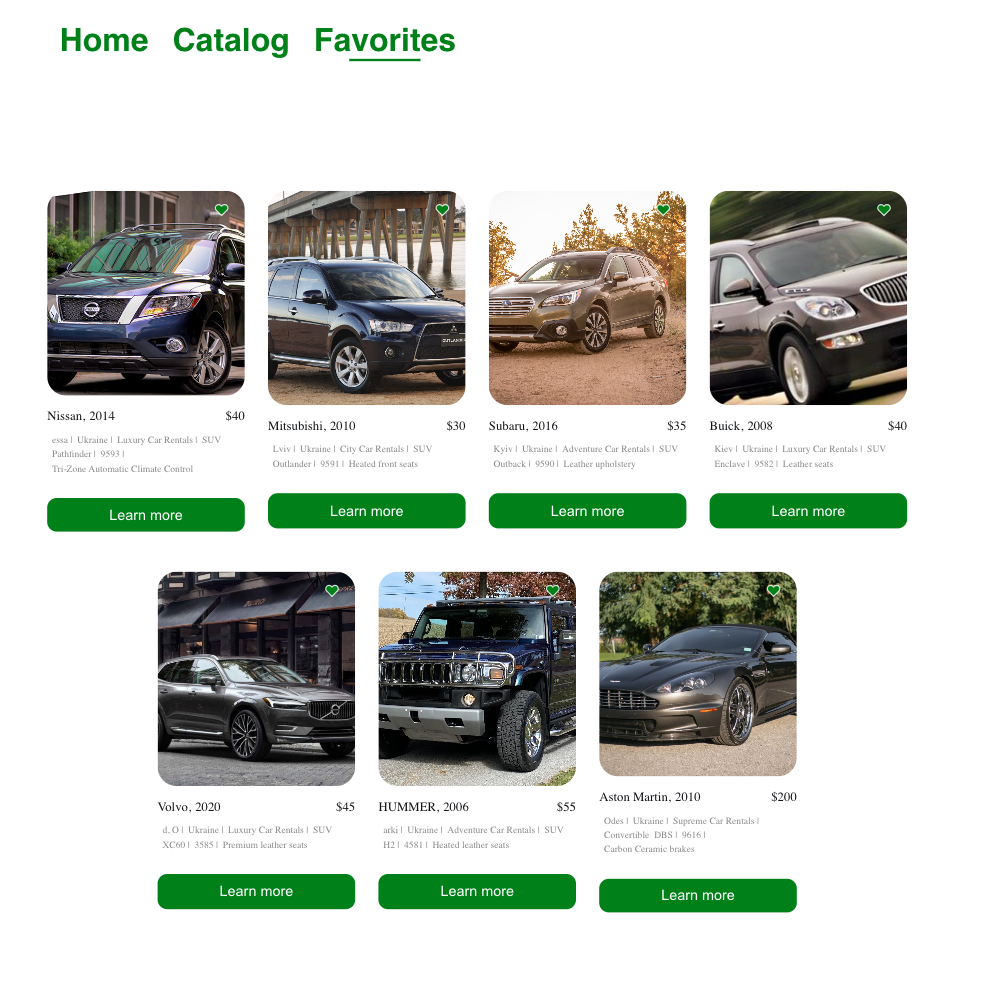 Home Catalog Favorites
Nissan, 2014 $40
essa | Ukraine | Luxury Car Rentals | SUV
Pathfinder | 9593 |
Tri-Zone Automatic Climate Control
Learn more
OUTLANDER
Mitsubishi, 2010 $30
Lviv | Ukraine | City Car Rentals | SUV
Outlander | 9591 | Heated front seats
Learn more
Subaru, 2016 $35
Kyiv | Ukraine | Adventure Car Rentals | SUV
Outback | 9590 | Leather upholstery
Learn more
Buick, 2008 $40
Kiev | Ukraine | Luxury Car Rentals | SUV
Enclave | 9582 | Leather seats
Learn more
Volvo, 2020 $45
d, O | Ukraine | Luxury Car Rentals | SUV
XC60 | 3585 | Premium leather seats
Learn more
HUMMER, 2006 $55
arki | Ukraine | Adventure Car Rentals | SUV
H2 | 4581 | Heated leather seats
Learn more
Aston Martin, 2010 $200
Odes | Ukraine | Supreme Car Rentals |
Convertible DBS | 9616 |
Carbon Ceramic brakes
Learn more